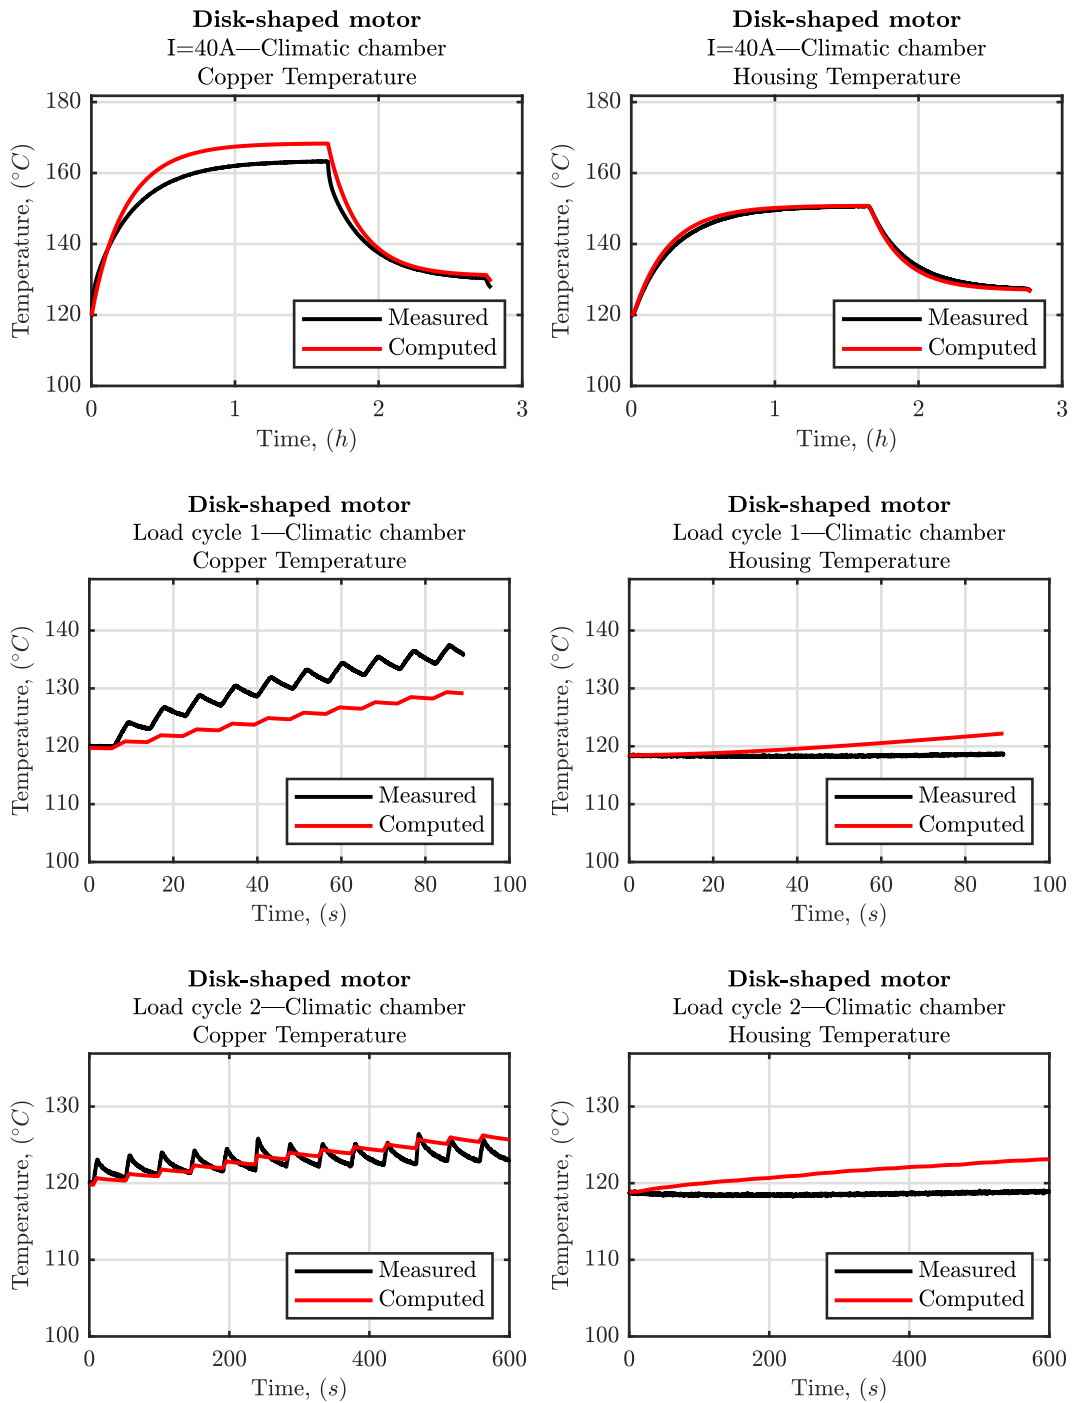 Disk-shaped motor
I=40A—Climatic chamber
Copper Temperature
Temperature, (°C)
180
160
140
120
100
0 1 2 3
Time, (h)
Measured
Computed
Disk-shaped motor
I=40A—Climatic chamber
Housing Temperature
Temperature, (°C)
180
160
140
120
100
0 1 2 3
Time, (h)
Measured
Computed
Disk-shaped motor
Load cycle 1—Climatic chamber
Copper Temperature
Temperature, (°C)
140
130
120
110
100
0 20 40 60 80 100
Time, (s)
Measured
Computed
Disk-shaped motor
Load cycle 1—Climatic chamber
Housing Temperature
Temperature, (°C)
140
130
120
110
100
0 20 40 60 80 100
Time, (s)
Measured
Computed
Disk-shaped motor
Load cycle 2—Climatic chamber
Copper Temperature
Temperature, (°C)
130
120
110
100
0 200 400 600
Time, (s)
Measured
Computed
Disk-shaped motor
Load cycle 2—Climatic chamber
Housing Temperature
Temperature, (°C)
130
120
110
100
0 200 400 600
Time, (s)
Measured
Computed